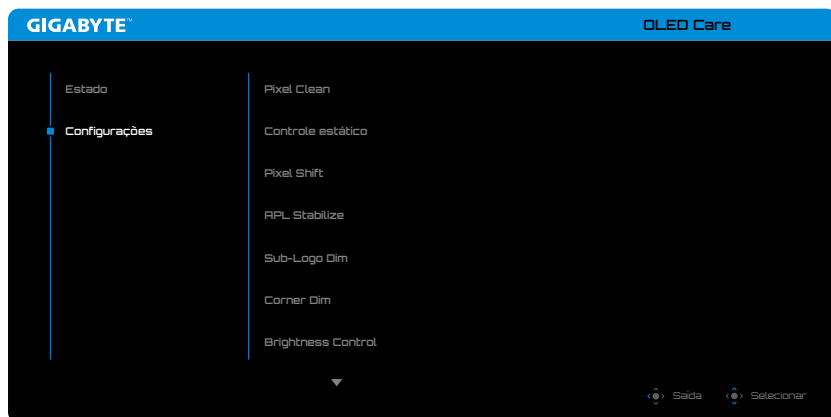 GIGABYTE™
OLED Care
Estado
Configurações
Pixel Clean
Controle estático
Pixel Shift
APL Stabilize
Sub-Logo Dim
Corner Dim
Brightness Control
Saída
Selecionar